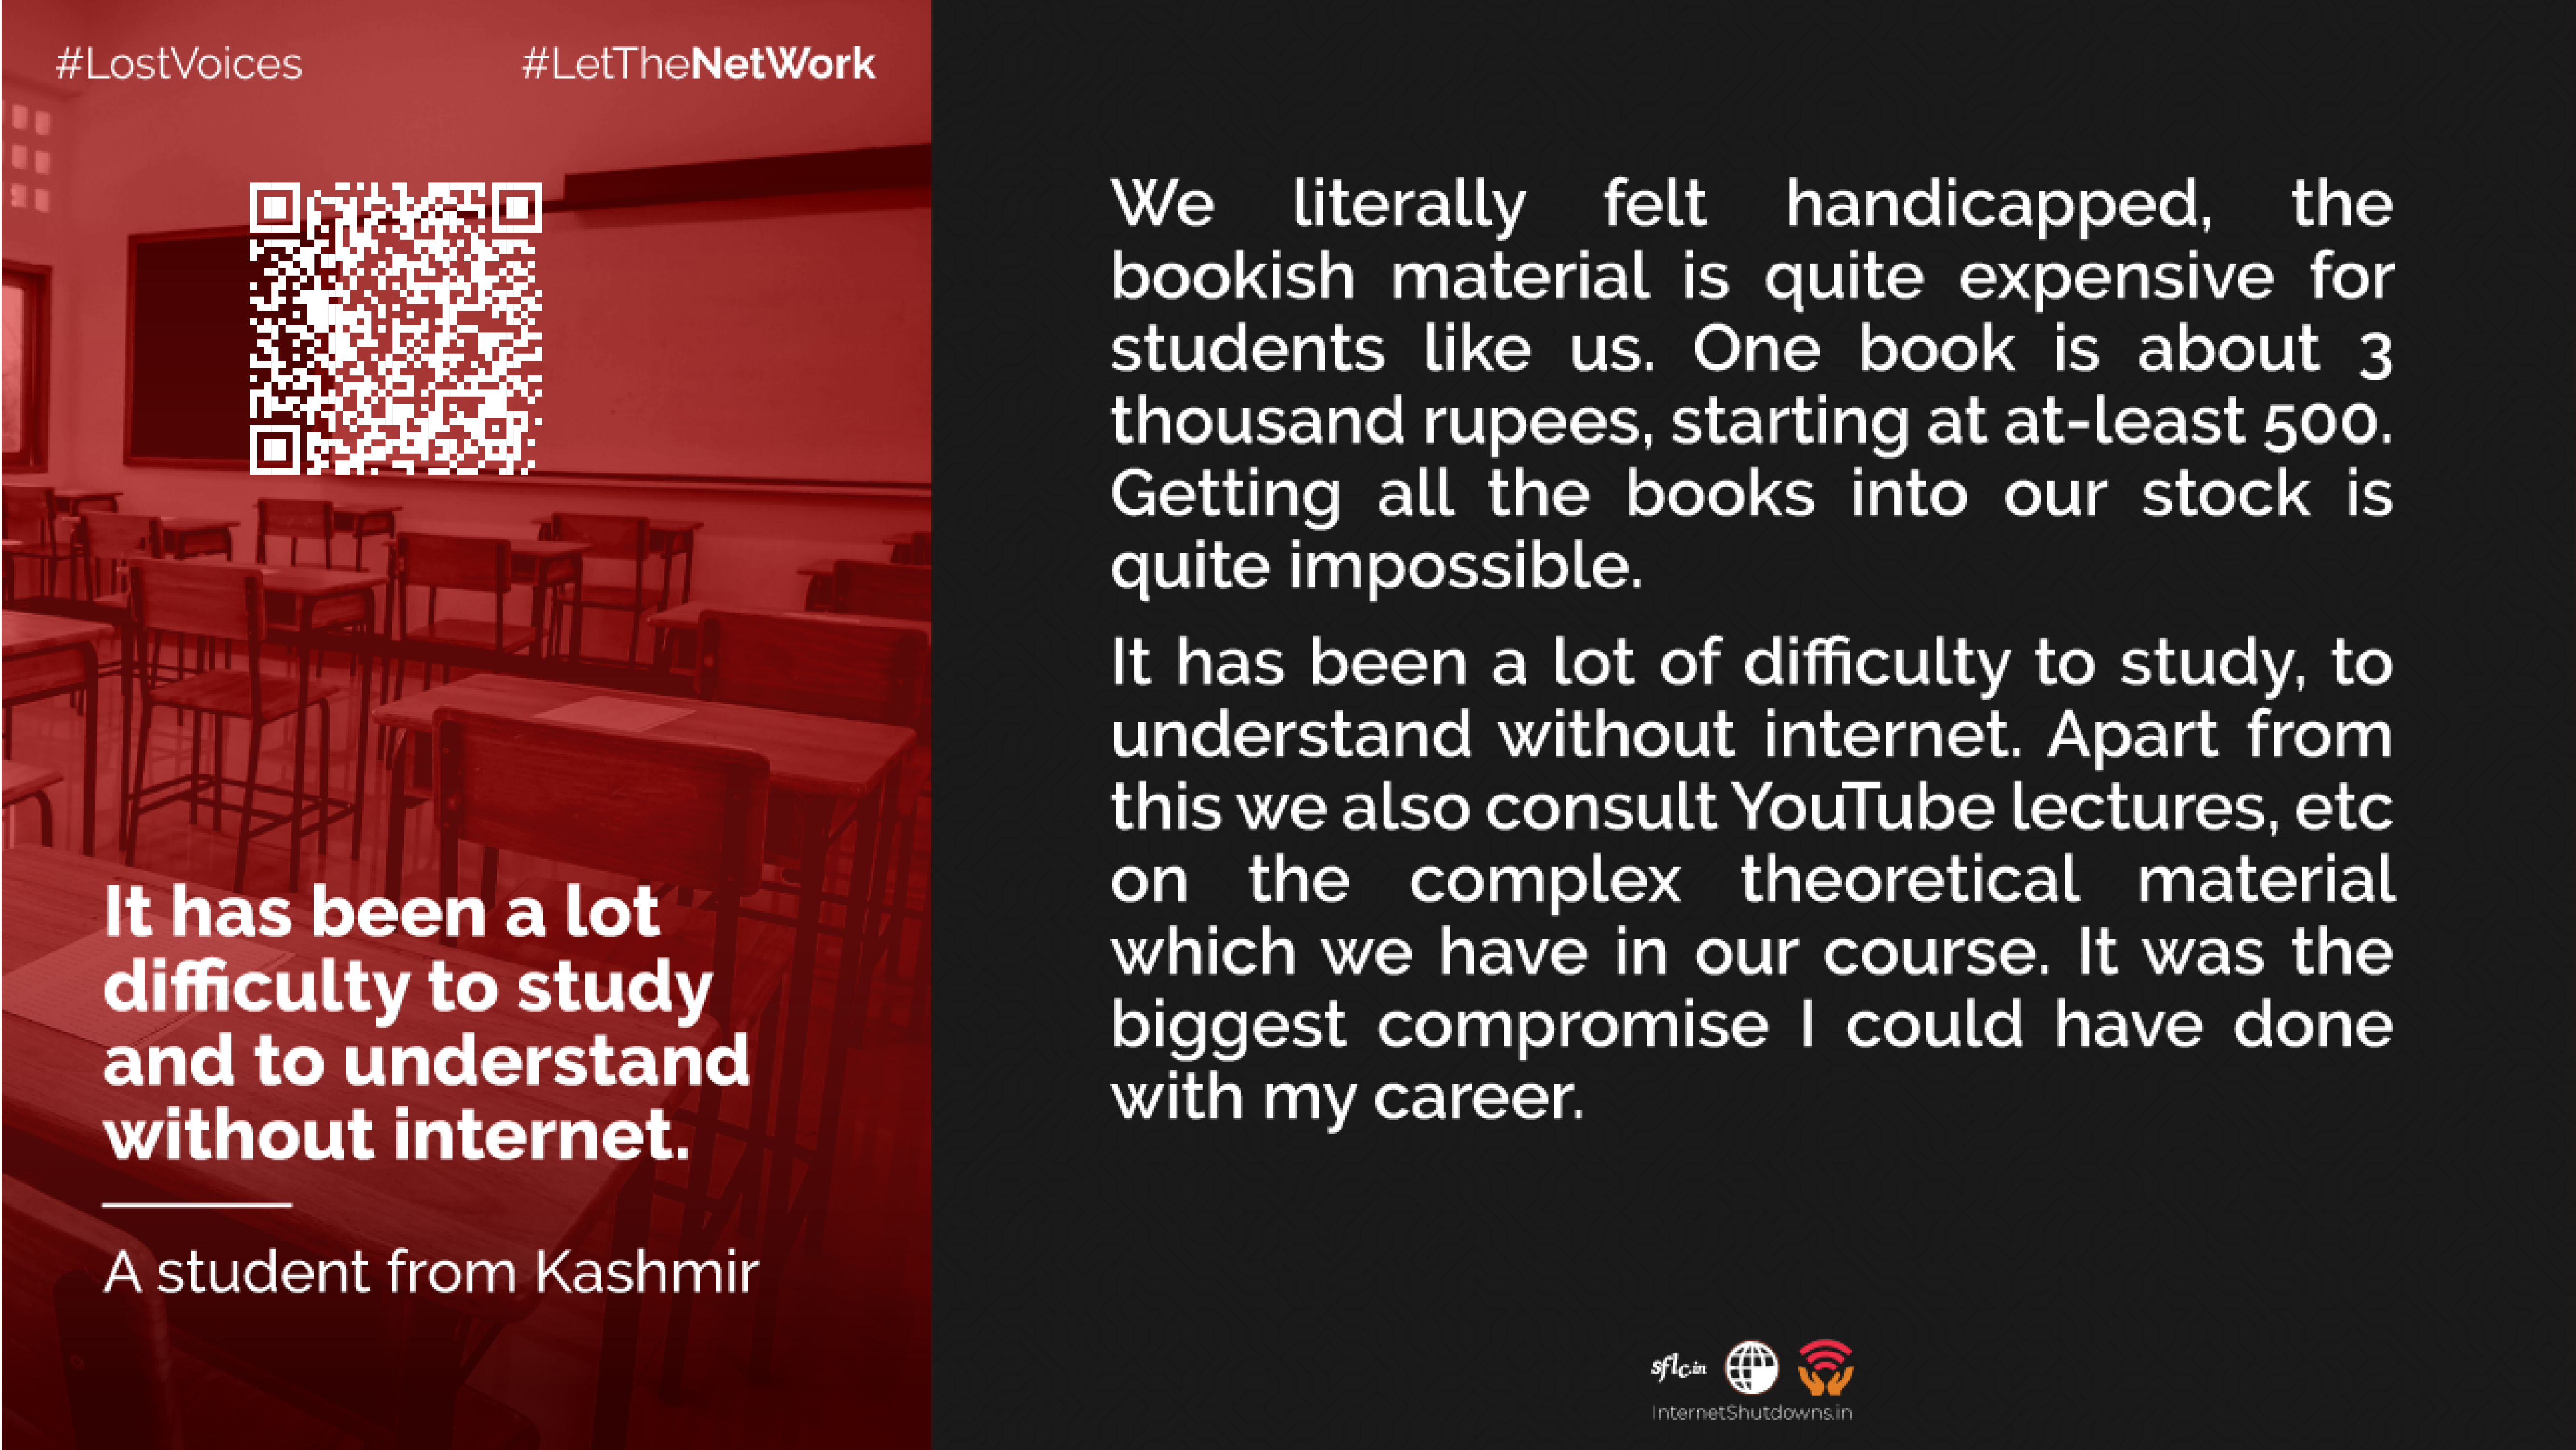 #LostVoices
#LetTheNetWork
It has been a lot
difficulty to study
and to understand
without internet.
A student from Kashmir
We literally felt handicapped, the
bookish material is quite expensive for
students like us. One book is about 3
thousand rupees, starting at at-least 500.
Getting all the books into our stock is
quite impossible.
It has been a lot of difficulty to study, to
understand without internet. Apart from
this we also consult YouTube lectures, etc
on the complex theoretical material
which we have in our course. It was the
biggest compromise I could have done
with my career.
sflc.in
InternetShutdowns.in